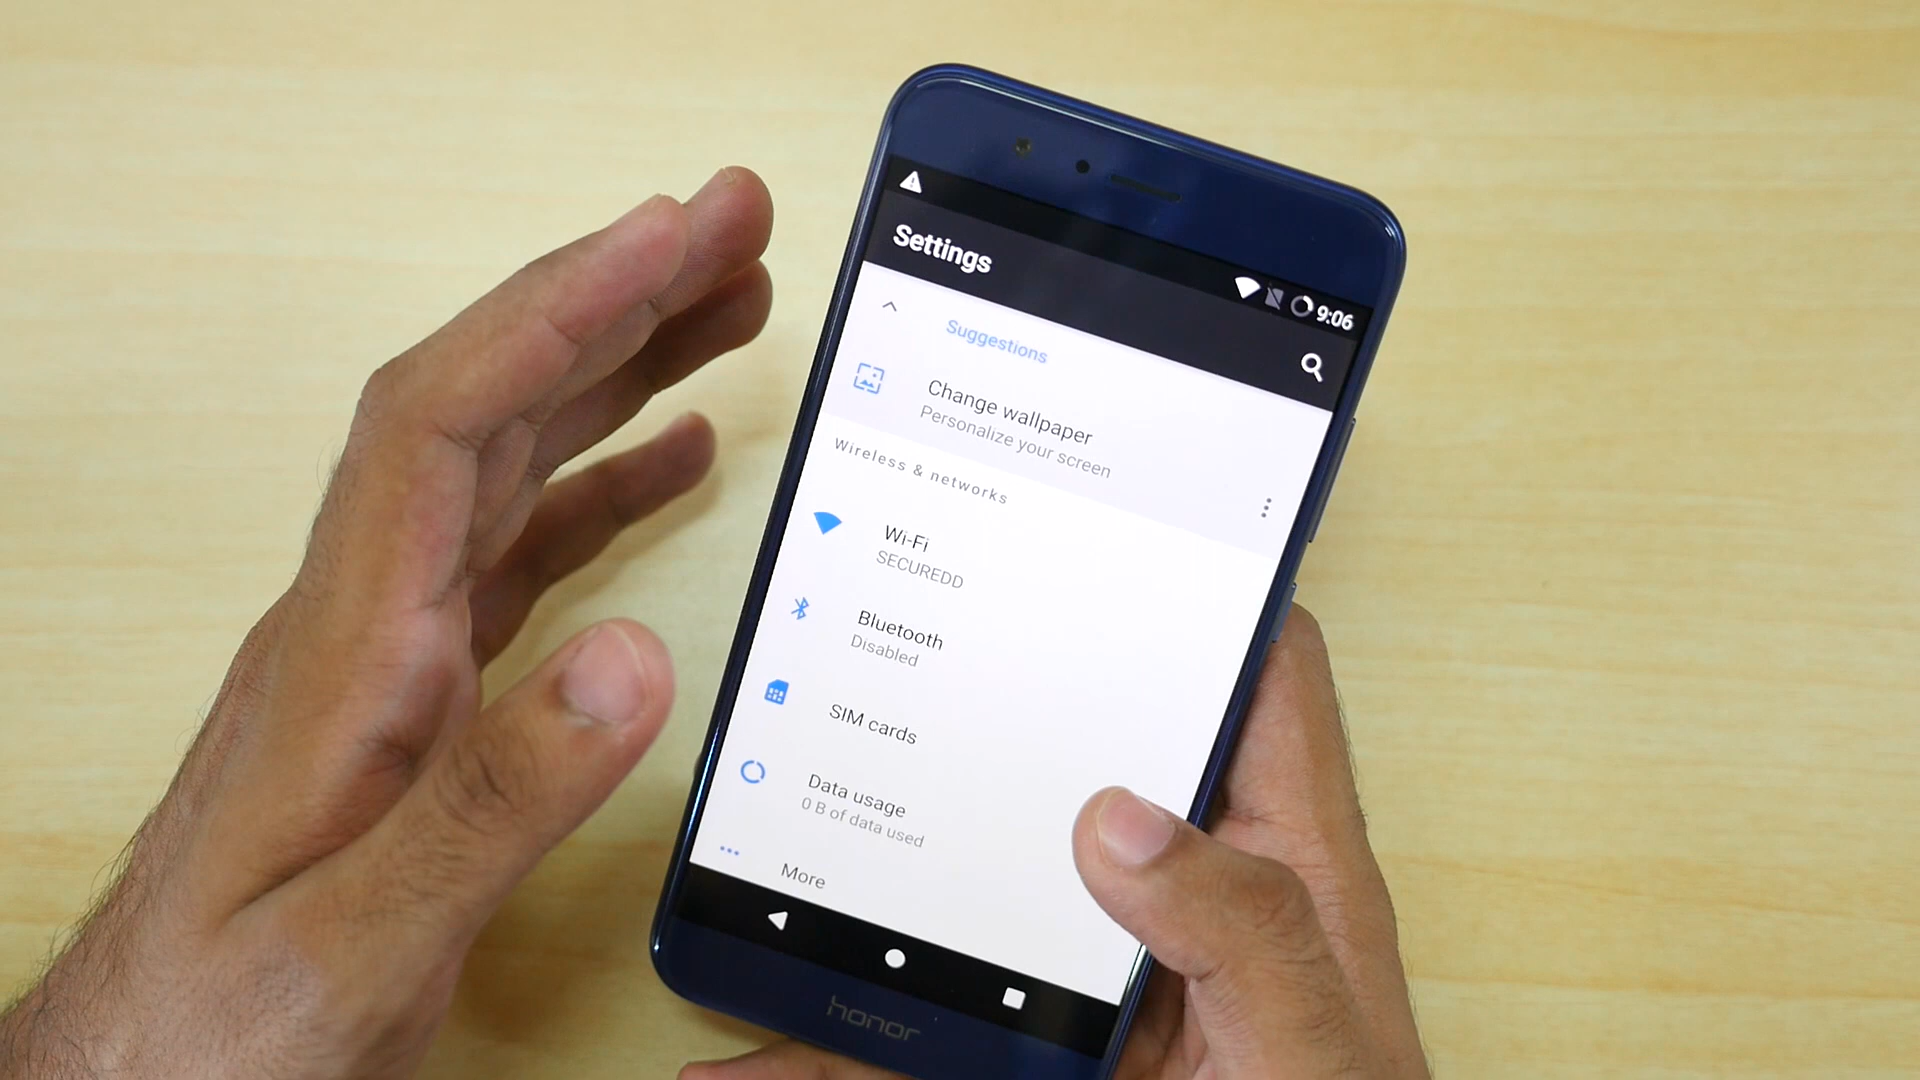 9:06
Settings
Suggestions
Change wallpaper
Personalize your screen
Wireless & networks
Wi-Fi
SECUREDD
Bluetooth
Disabled
SIM cards
Data usage
0 B of data used
More
honor